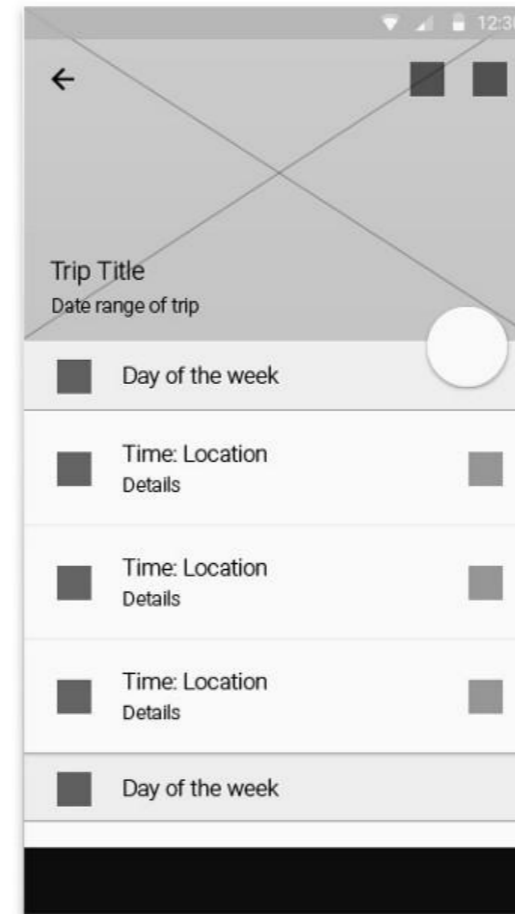 12:30
Trip Title
Date range of trip
Day of the week
Time: Location
Details
Time: Location
Details
Time: Location
Details
Day of the week